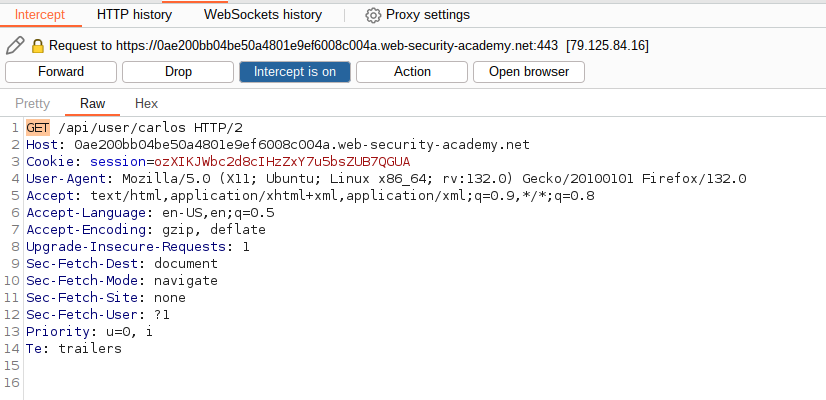 Intercept HTTP history WebSockets history Proxy settings
Request to https://0ae200bb04be50a4801e9ef6008c004a.web-security-academy.net:443 [79.125.84.16]
Forward Drop Intercept is on Action Open browser
Pretty Raw Hex
1 GET /api/user/carlos HTTP/2
2 Host: 0ae200bb04be50a4801e9ef6008c004a.web-security-academy.net
3 Cookie: session=ozXIKJWbc2d8cIHzZxY7u5bsZUB7QGUA
4 User-Agent: Mozilla/5.0 (X11; Ubuntu; Linux x86_64; rv:132.0) Gecko/20100101 Firefox/132.0
5 Accept: text/html,application/xhtml+xml,application/xml;q=0.9,*/*;q=0.8
6 Accept-Language: en-US,en;q=0.5
7 Accept-Encoding: gzip, deflate
8 Upgrade-Insecure-Requests: 1
9 Sec-Fetch-Dest: document
10 Sec-Fetch-Mode: navigate
11 Sec-Fetch-Site: none
12 Sec-Fetch-User: ?1
13 Priority: u=0, i
14 Te: trailers
15
16